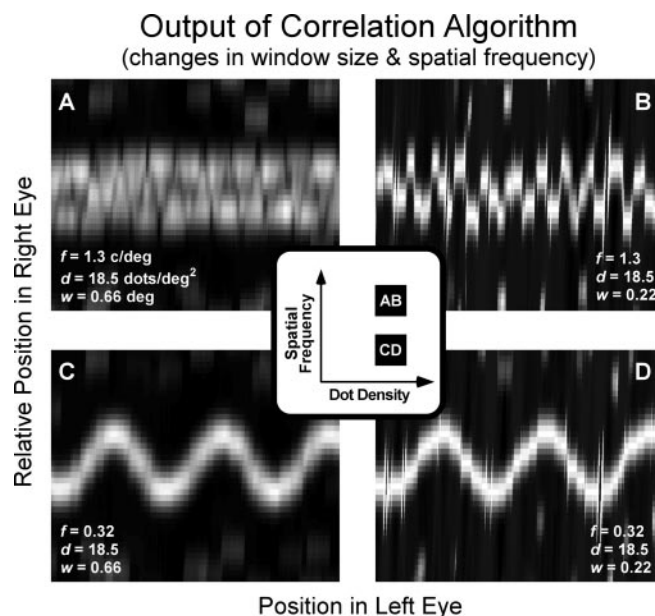 Output of Correlation Algorithm
(changes in window size & spatial frequency)
Relative Position in Right Eye
A
f = 1.3 c/deg
d = 18.5 dots/deg²
w = 0.66 deg
B
f = 1.3
d = 18.5
w = 0.22
Spatial
Frequency
AB
CD
Dot Density
C
f = 0.32
d = 18.5
w = 0.66
D
f = 0.32
d = 18.5
w = 0.22
Position in Left Eye